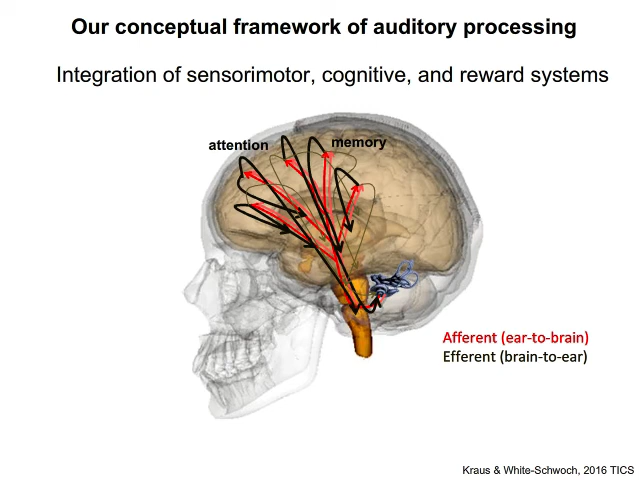 Our conceptual framework of auditory processing
Integration of sensorimotor, cognitive, and reward systems
attention
memory
Afferent (ear-to-brain)
Efferent (brain-to-ear)
Kraus & White-Schwoch, 2016 TICS